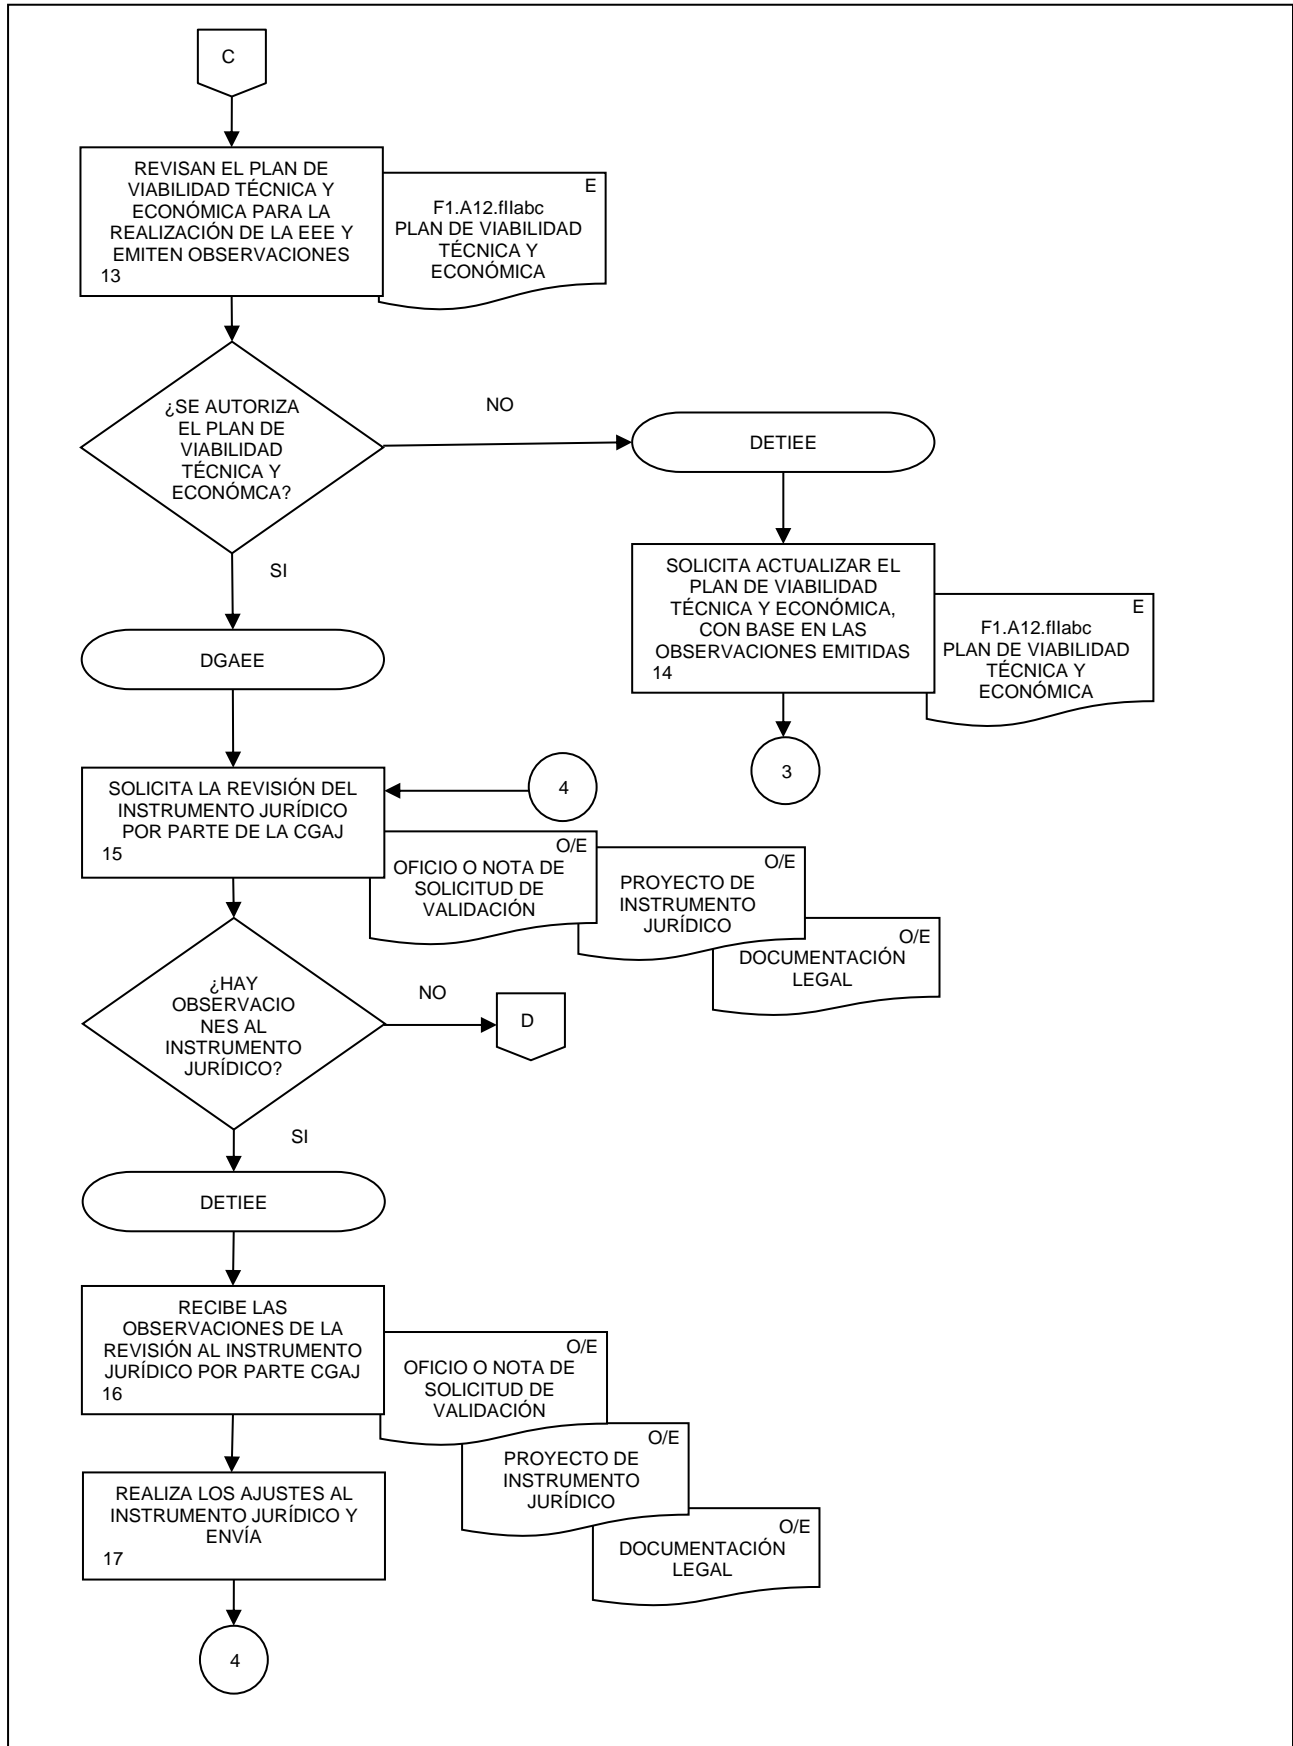 C
REVISAN EL PLAN DE
VIABILIDAD TÉCNICA Y
ECONÓMICA PARA LA
REALIZACIÓN DE LA EEE Y
EMITEN OBSERVACIONES
13
E
F1.A12.fIIabc
PLAN DE VIABILIDAD
TÉCNICA Y
ECONÓMICA
¿SE AUTORIZA
EL PLAN DE
VIABILIDAD
TÉCNICA Y
ECONÓMCA?
NO
DETIEE
SOLICITA ACTUALIZAR EL
PLAN DE VIABILIDAD
TÉCNICA Y ECONÓMICA,
CON BASE EN LAS
OBSERVACIONES EMITIDAS
14
E
F1.A12.fIIabc
PLAN DE VIABILIDAD
TÉCNICA Y
ECONÓMICA
3
SI
DGAEE
SOLICITA LA REVISIÓN DEL
INSTRUMENTO JURÍDICO
POR PARTE DE LA CGAJ
15
4
O/E
OFICIO O NOTA DE
SOLICITUD DE
VALIDACIÓN
O/E
PROYECTO DE
INSTRUMENTO
JURÍDICO
O/E
DOCUMENTACIÓN
LEGAL
¿HAY
OBSERVACIO
NES AL
INSTRUMENTO
JURÍDICO?
NO
D
SI
DETIEE
RECIBE LAS
OBSERVACIONES DE LA
REVISIÓN AL INSTRUMENTO
JURÍDICO POR PARTE CGAJ
16
O/E
OFICIO O NOTA DE
SOLICITUD DE
VALIDACIÓN
O/E
PROYECTO DE
INSTRUMENTO
JURÍDICO
O/E
DOCUMENTACIÓN
LEGAL
REALIZA LOS AJUSTES AL
INSTRUMENTO JURÍDICO Y
ENVÍA
17
4